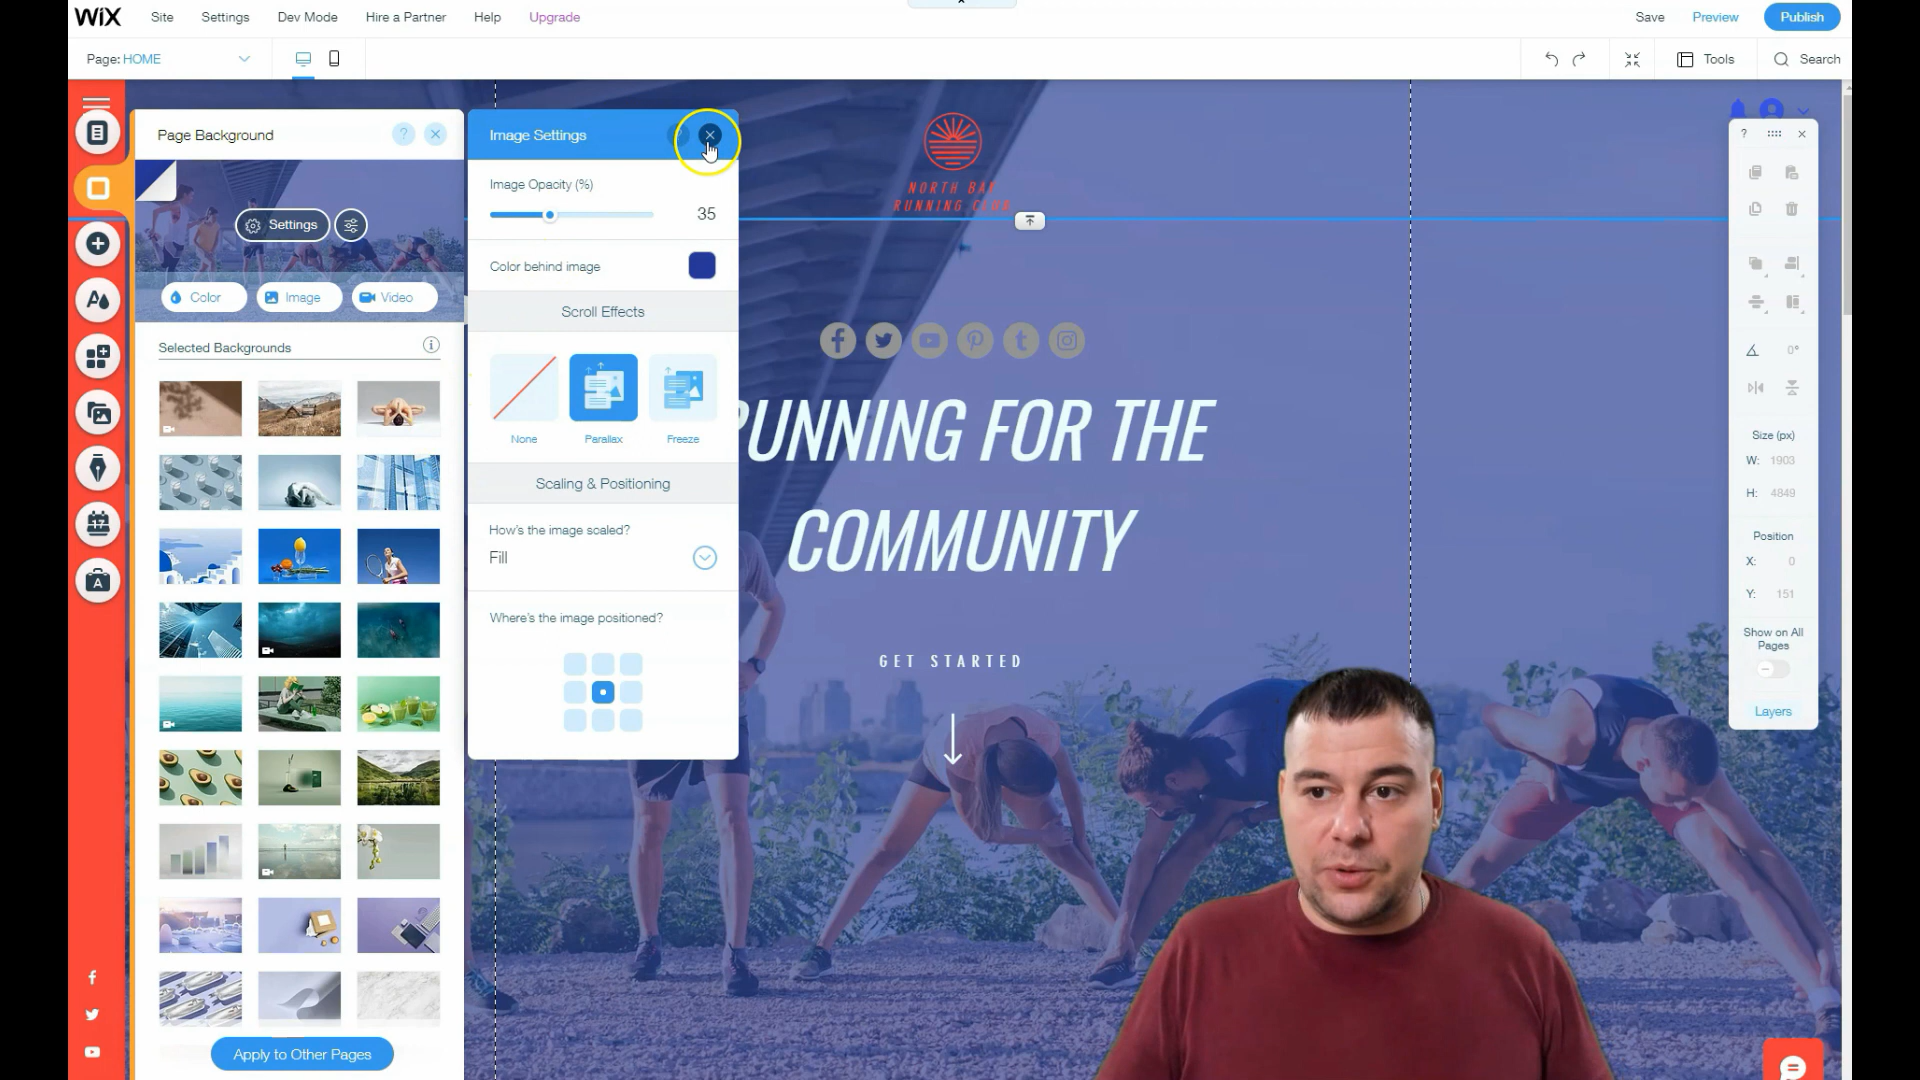 WiX
Site
Settings
Dev Mode
Hire a Partner
Help
Upgrade
Save
Preview
Publish
Page: HOME
Tools
Search
Page Background
?
Settings
Color
Image
Video
Selected Backgrounds
Apply to Other Pages
Image Settings
Image Opacity (%)
35
Color behind image
Scroll Effects
None
Parallax
Freeze
Scaling & Positioning
How's the image scaled?
Fill
Where's the image positioned?
NORTH BAY
RUNNING CLUB
RUNNING FOR THE
COMMUNITY
GET STARTED
?
0°
Size (px)
W: 1903
H: 4849
Position
X: 0
Y: 151
Show on All
Pages
Layers
17
A